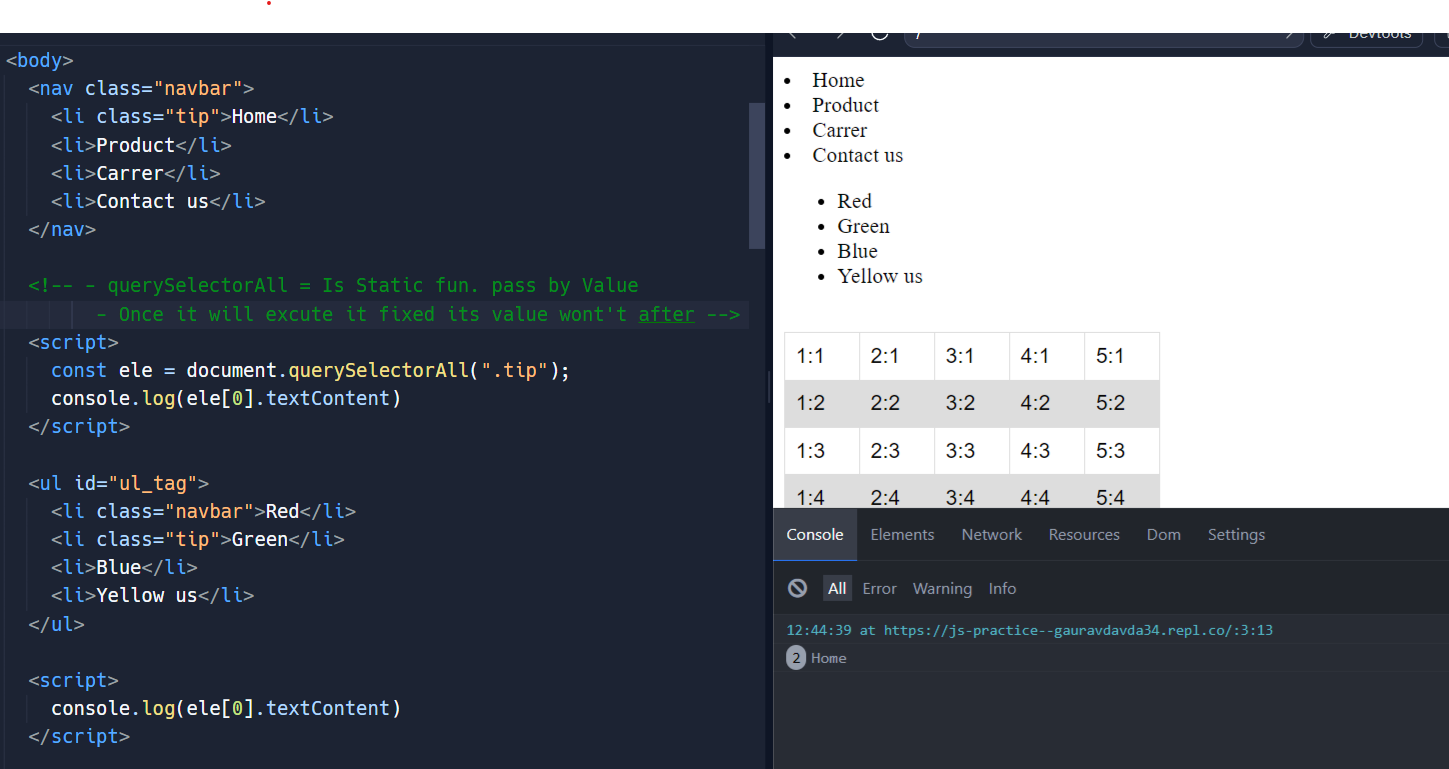 <body>
<nav class="navbar">
<li class="tip">Home</li>
<li>Product</li>
<li>Carrer</li>
<li>Contact us</li>
</nav>
<!-- - querySelectorAll = Is Static fun. pass by Value
- Once it will excute it fixed its value wont't after -->
<script>
const ele = document.querySelectorAll(".tip");
console.log(ele[0].textContent)
</script>
<ul id="ul_tag">
<li class="navbar">Red</li>
<li class="tip">Green</li>
<li>Blue</li>
<li>Yellow us</li>
</ul>
<script>
console.log(ele[0].textContent)
</script>
/
Devtools
• Home
• Product
• Carrer
• Contact us
• Red
• Green
• Blue
• Yellow us
1:1 2:1 3:1 4:1 5:1
1:2 2:2 3:2 4:2 5:2
1:3 2:3 3:3 4:3 5:3
1:4 2:4 3:4 4:4 5:4
Console Elements Network Resources Dom Settings
All Error Warning Info
12:44:39 at https://js-practice--gauravdavda34.repl.co/:3:13
2 Home